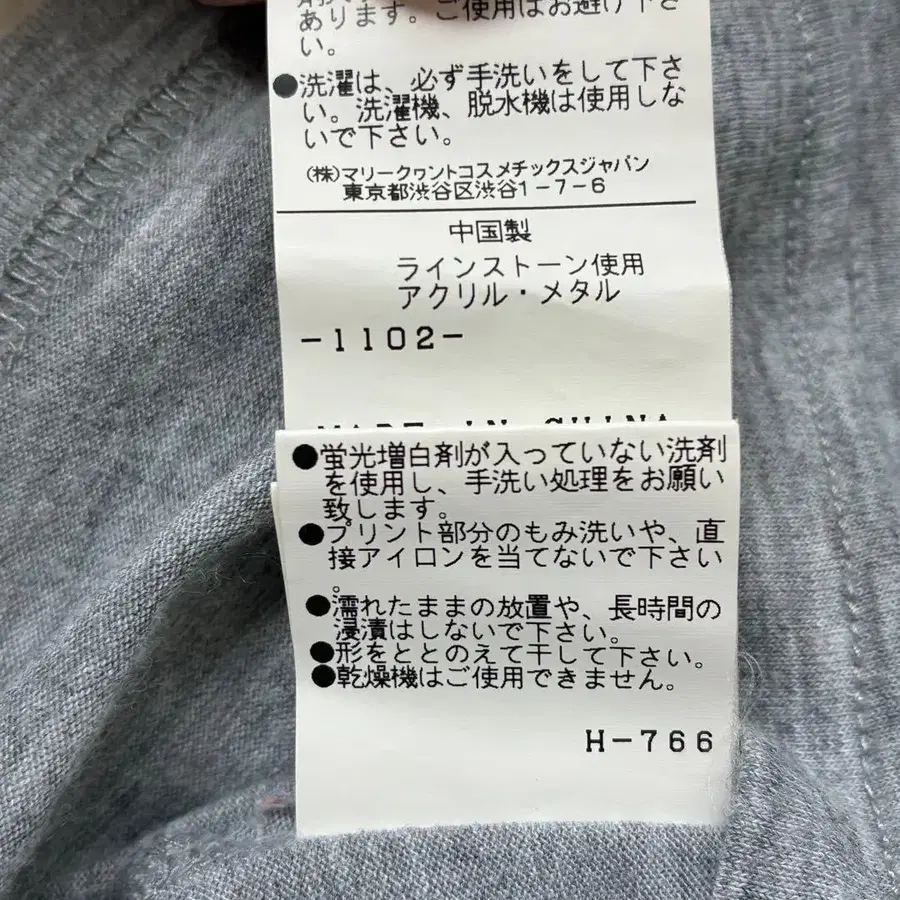 あります。ご使用はお避け下さ
い。
●洗濯は、必ず手洗いをして下さ
い。洗濯機、脱水機は使用しな
いで下さい。
(株)マリークヮントコスメチックスジャパン
東京都渋谷区渋谷1-7-6
中国製
ラインストーン使用
アクリル・メタル
-1102-
MADE IN CHINA
●蛍光増白剤が入っていない洗剤
を使用し、手洗い処理をお願い
致します。
●プリント部分のもみ洗いや、直
接アイロンを当てないで下さい
。
●濡れたままの放置や、長時間の
浸漬はしないで下さい。
●形をととのえて干して下さい。
●乾燥機はご使用できません。
H-766